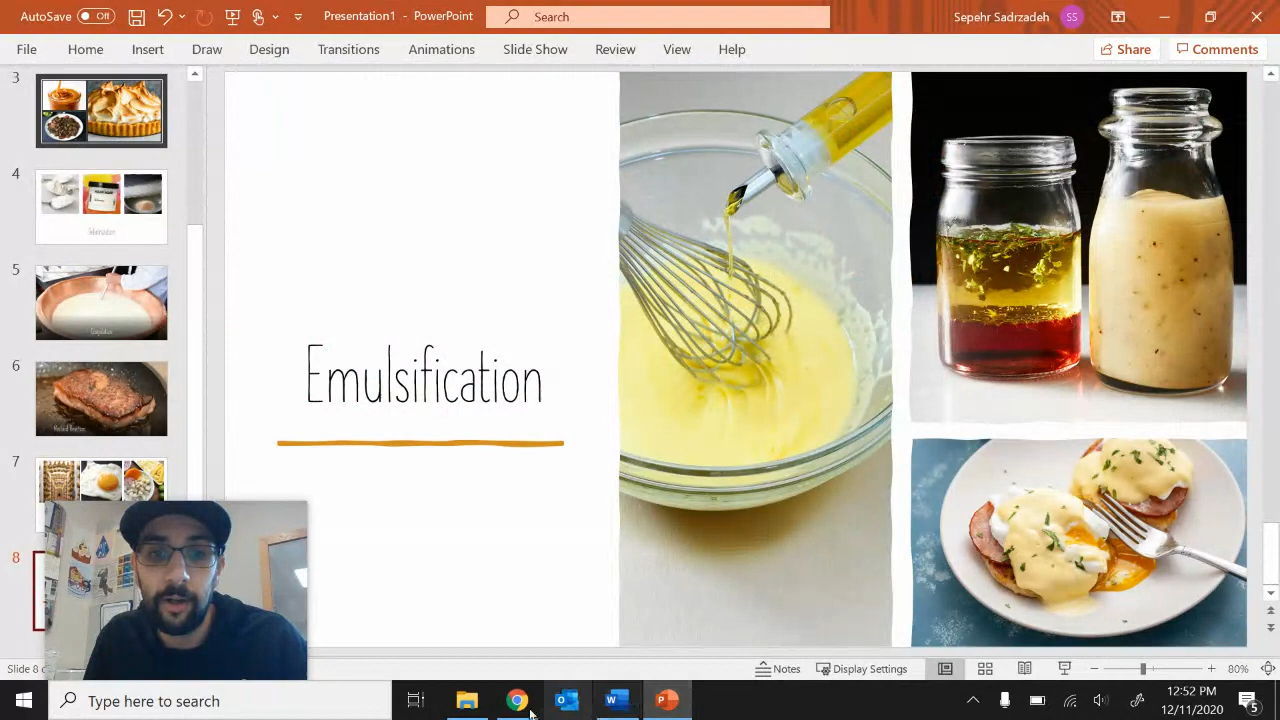 AutoSave Off Presentation1 - PowerPoint Search Sepehr Sadrzadeh SS
File Home Insert Draw Design Transitions Animations Slide Show Review View Help Share Comments
3
4
5
6
7
8
Emulsification
Slide 8 Notes Display Settings 80%
Type here to search
12:52 PM
12/11/2020
5